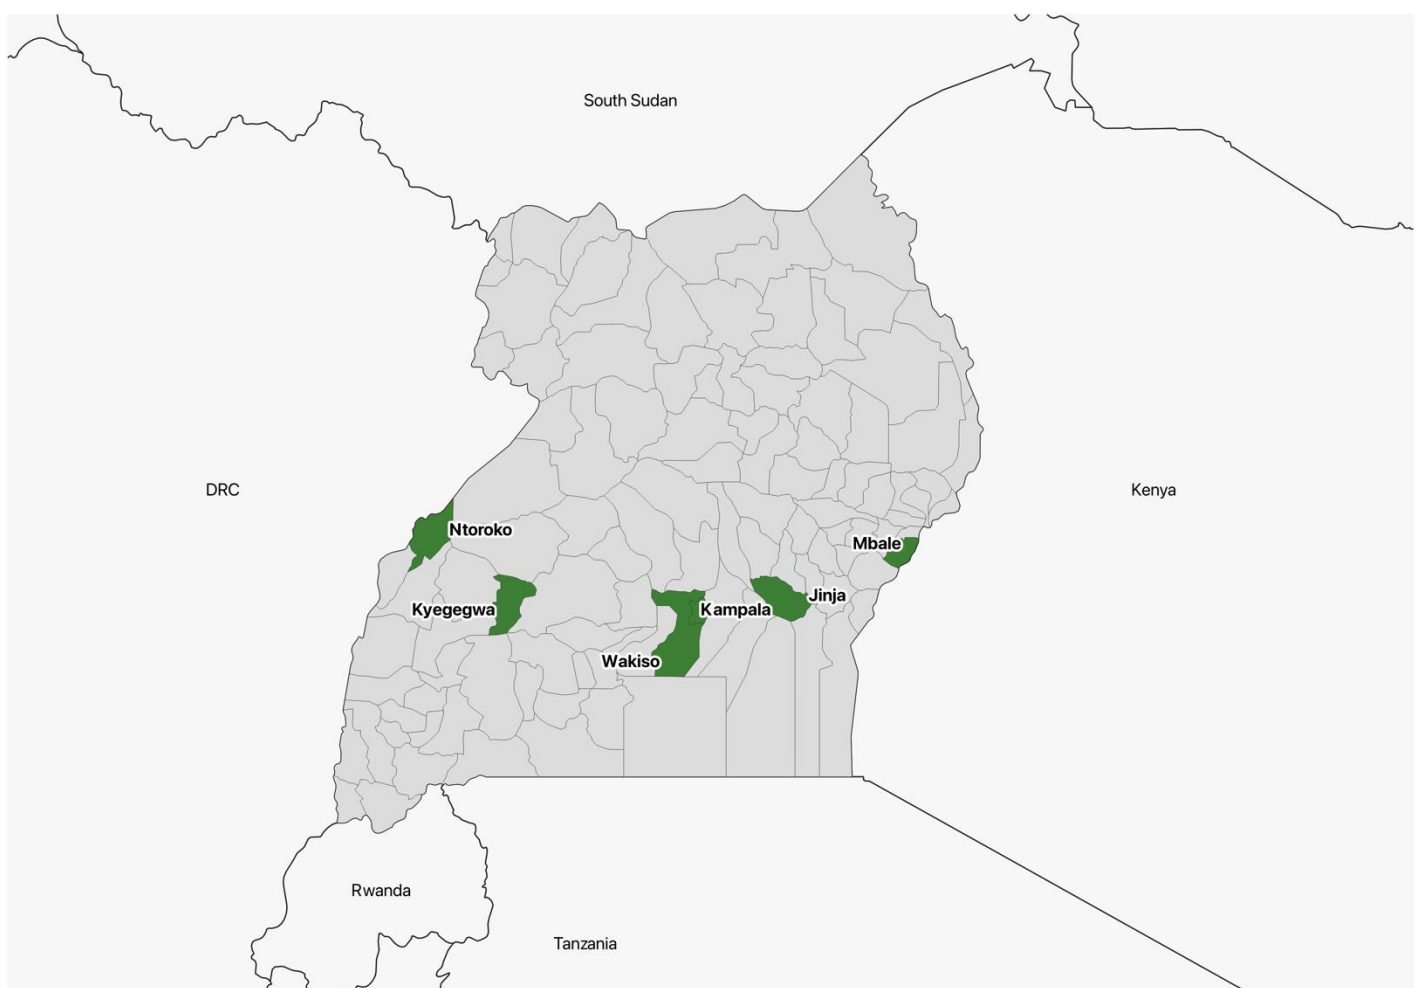 South Sudan
DRC
Kenya
Ntoroko
Mbale
Jinja
Kyegegwa
Kampala
Wakiso
Rwanda
Tanzania